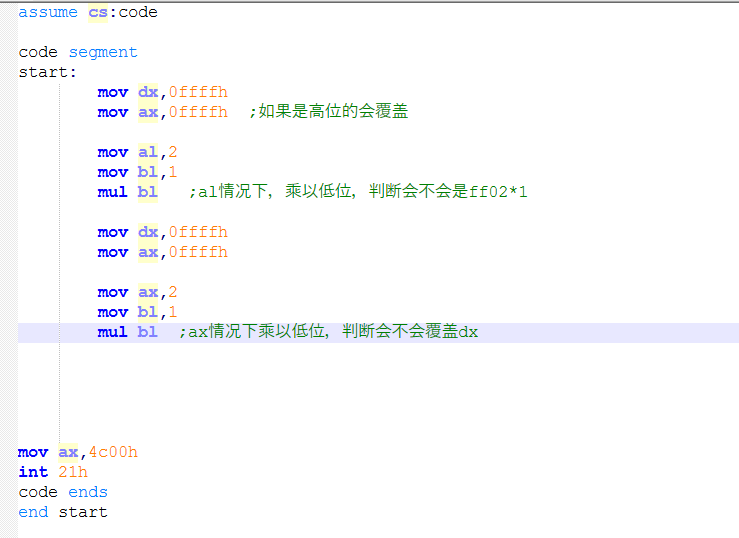 assume cs:code
code segment
start:
mov dx,0ffffh
mov ax,0ffffh ;如果是高位的会覆盖
mov al,2
mov bl,1
mul bl ;al情况下, 乘以低位, 判断会不会是ff02*1
mov dx,0ffffh
mov ax,0ffffh
mov ax,2
mov bl,1
mul bl ;ax情况下乘以低位, 判断会不会覆盖dx
mov ax,4c00h
int 21h
code ends
end start